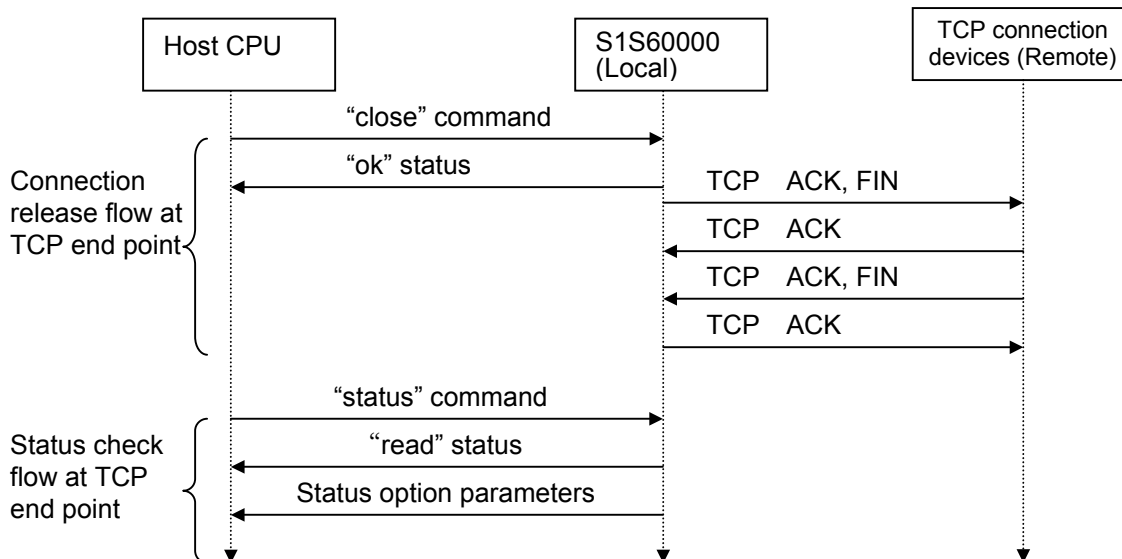 Host CPU
S1S60000
(Local)
TCP connection
devices (Remote)
“close” command
“ok” status
Connection
release flow at
TCP end point
TCP ACK, FIN
TCP ACK
TCP ACK, FIN
TCP ACK
“status” command
“read” status
Status option parameters
Status check
flow at TCP
end point